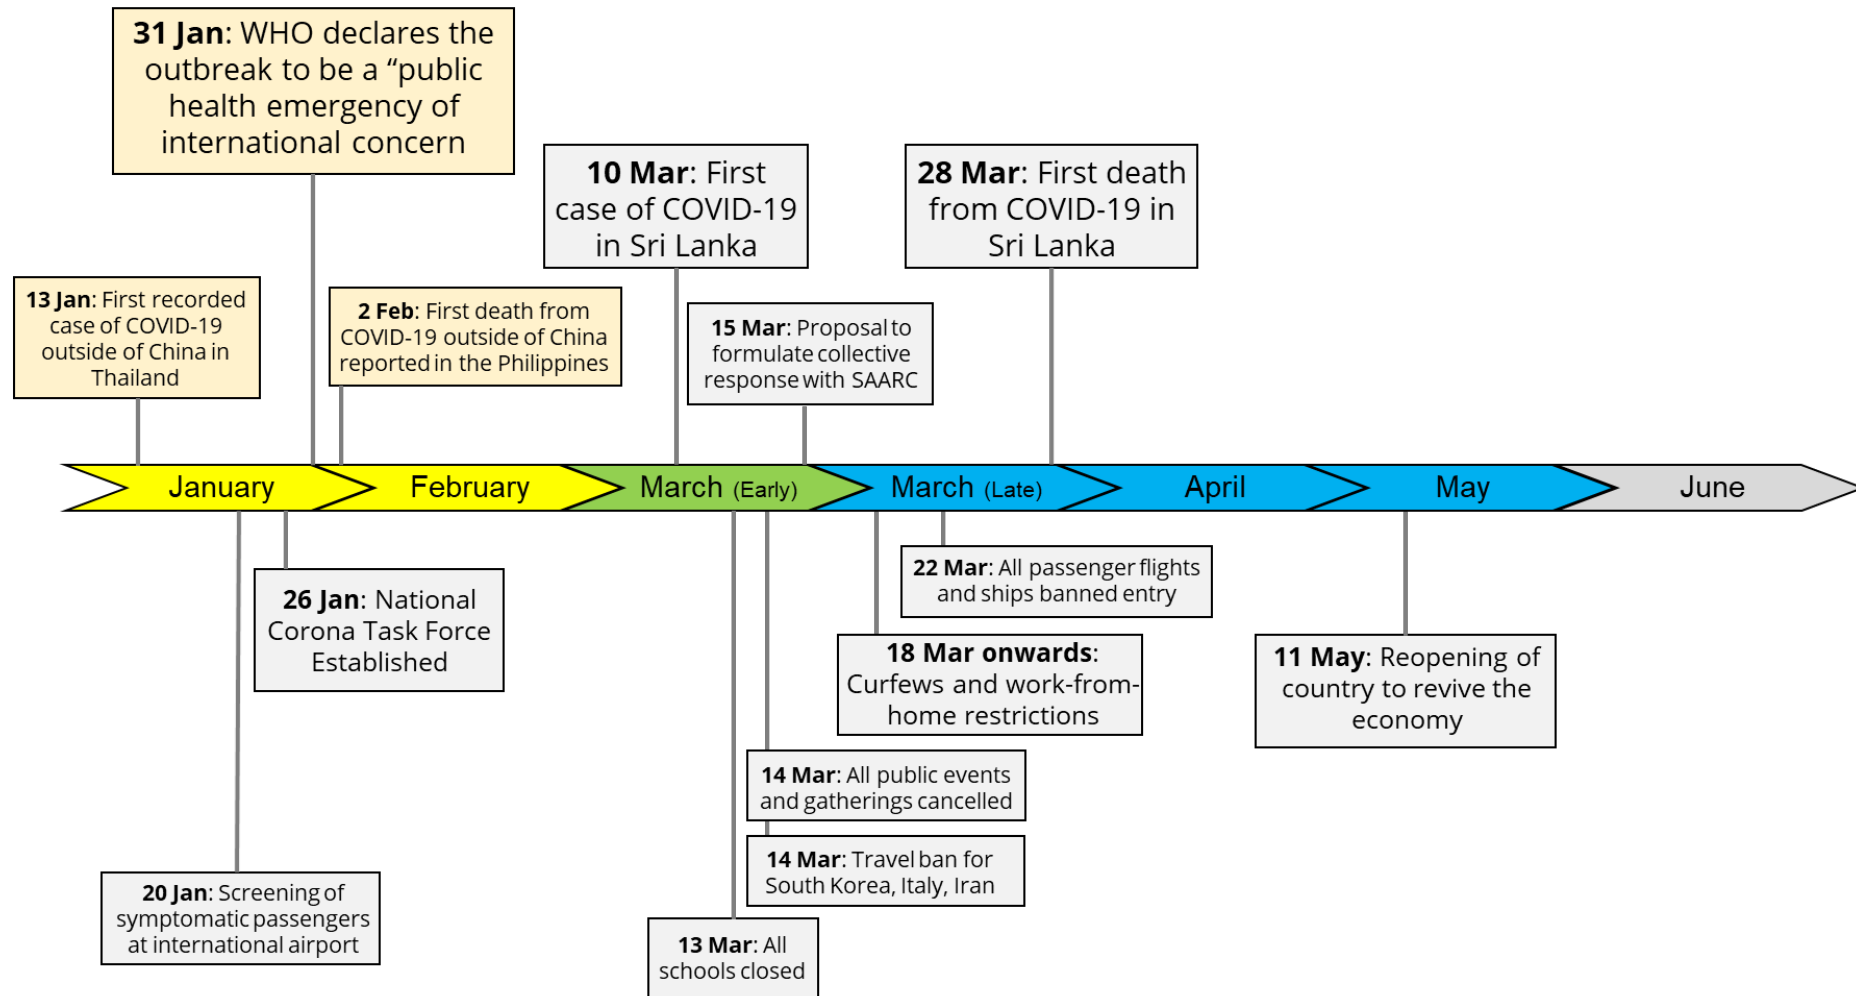 31 Jan: WHO declares the
outbreak to be a “public
health emergency of
international concern
10 Mar: First
case of COVID-19
in Sri Lanka
28 Mar: First death
from COVID-19 in
Sri Lanka
13 Jan: First recorded
case of COVID-19
outside of China in
Thailand
2 Feb: First death from
COVID-19 outside of China
reported in the Philippines
15 Mar: Proposal to
formulate collective
response with SAARC
January
February
March (Early)
March (Late)
April
May
June
26 Jan: National
Corona Task Force
Established
22 Mar: All passenger flights
and ships banned entry
18 Mar onwards:
Curfews and work-from-
home restrictions
11 May: Reopening of
country to revive the
economy
14 Mar: All public events
and gatherings cancelled
14 Mar: Travel ban for
South Korea, Italy, Iran
20 Jan: Screening of
symptomatic passengers
at international airport
13 Mar: All
schools closed